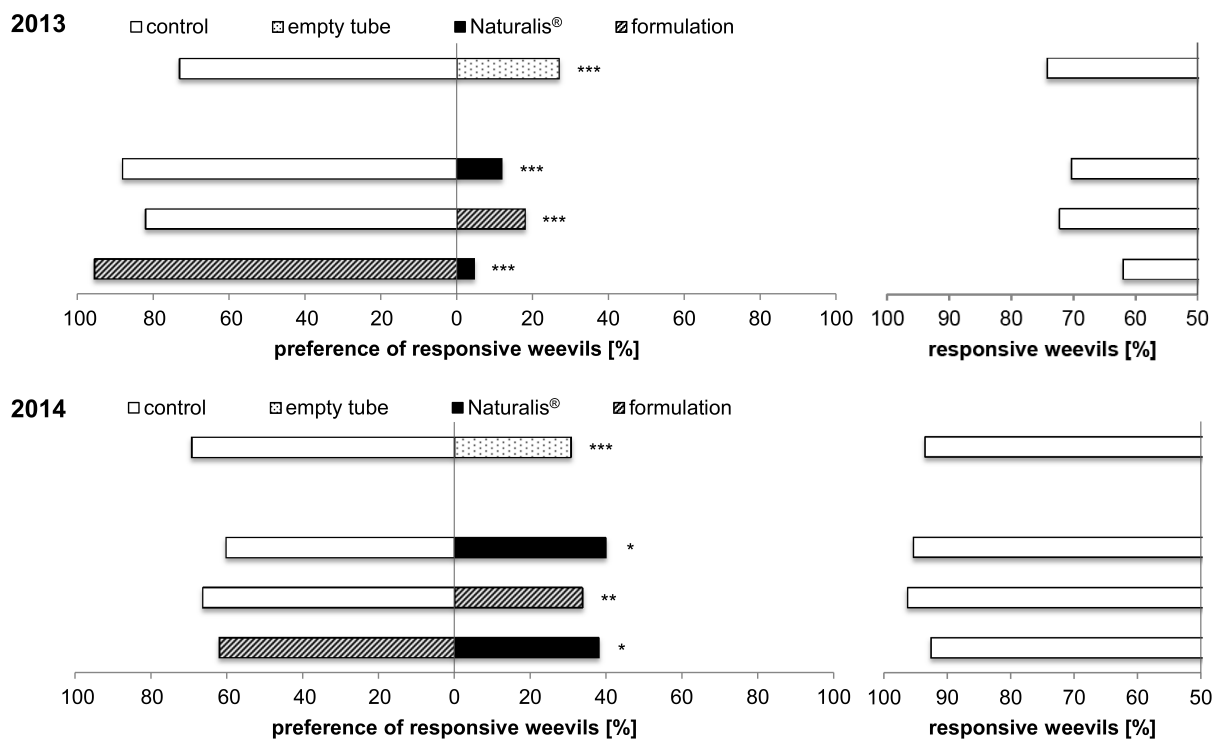 2013 control empty tube Naturalis® formulation
***
***
***
***
100 80 60 40 20 0 20 40 60 80 100 100 90 80 70 60 50
preference of responsive weevils [%] responsive weevils [%]
2014 control empty tube Naturalis® formulation
***
*
**
*
100 80 60 40 20 0 20 40 60 80 100 100 90 80 70 60 50
preference of responsive weevils [%] responsive weevils [%]